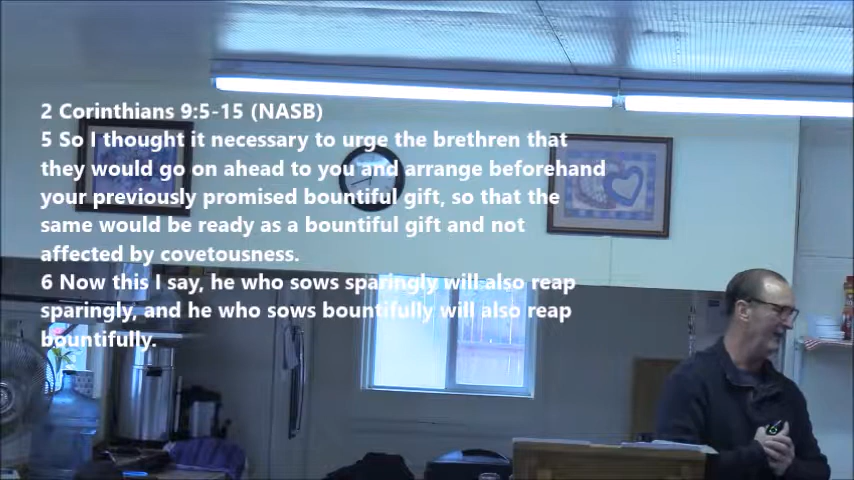 2 Corinthians 9:5-15 (NASB)
5 So I thought it necessary to urge the brethren that
they would go on ahead to you and arrange beforehand
your previously promised bountiful gift, so that the
same would be ready as a bountiful gift and not
affected by covetousness.
6 Now this I say, he who sows sparingly will also reap
sparingly, and he who sows bountifully will also reap
bountifully.